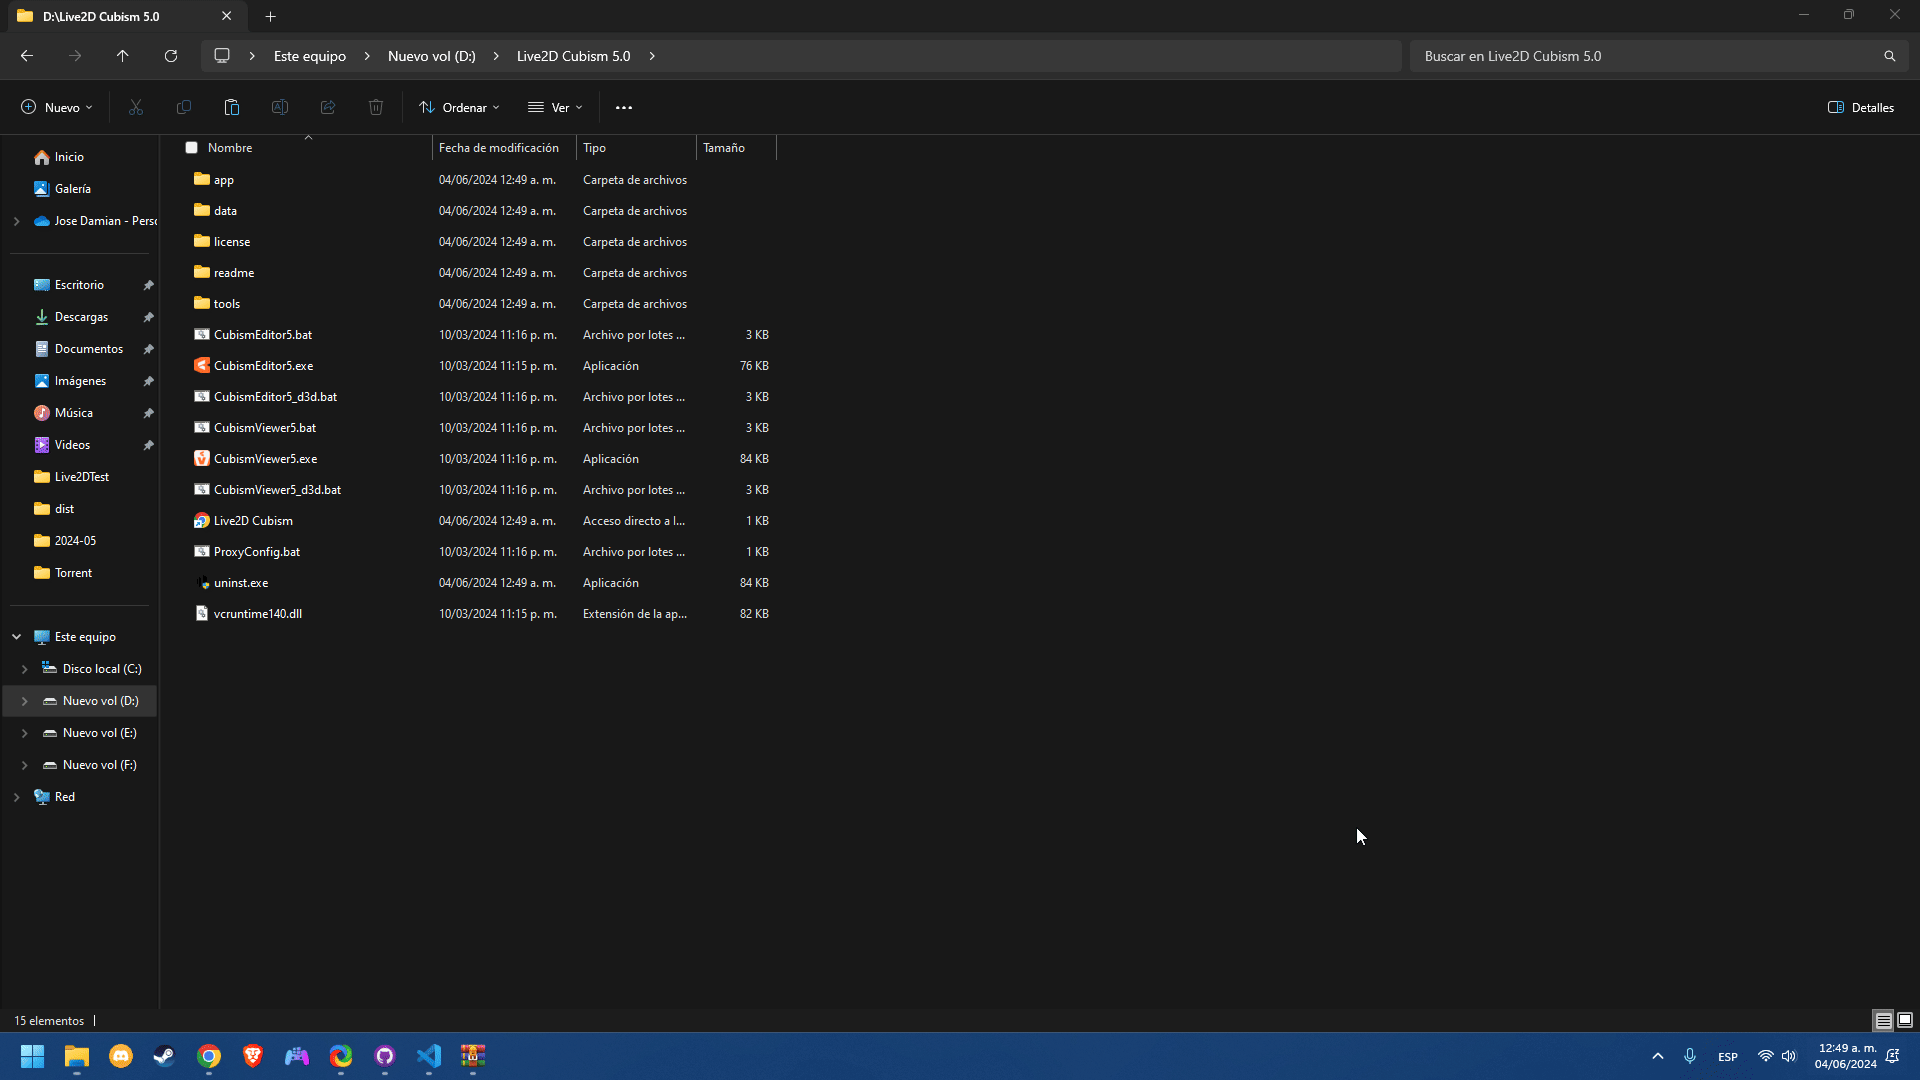 D:\Live2D Cubism 5.0
Este equipo
Nuevo vol (D:)
Live2D Cubism 5.0
Buscar en Live2D Cubism 5.0
Nuevo
Ordenar
Ver
Detalles
Nombre Fecha de modificación Tipo Tamaño
app 04/06/2024 12:49 a. m. Carpeta de archivos
data 04/06/2024 12:49 a. m. Carpeta de archivos
license 04/06/2024 12:49 a. m. Carpeta de archivos
readme 04/06/2024 12:49 a. m. Carpeta de archivos
tools 04/06/2024 12:49 a. m. Carpeta de archivos
CubismEditor5.bat 10/03/2024 11:16 p. m. Archivo por lotes ... 3 KB
CubismEditor5.exe 10/03/2024 11:15 p. m. Aplicación 76 KB
CubismEditor5_d3d.bat 10/03/2024 11:16 p. m. Archivo por lotes ... 3 KB
CubismViewer5.bat 10/03/2024 11:16 p. m. Archivo por lotes ... 3 KB
CubismViewer5.exe 10/03/2024 11:16 p. m. Aplicación 84 KB
CubismViewer5_d3d.bat 10/03/2024 11:16 p. m. Archivo por lotes ... 3 KB
Live2D Cubism 04/06/2024 12:49 a. m. Acceso directo a l... 1 KB
ProxyConfig.bat 10/03/2024 11:16 p. m. Archivo por lotes ... 1 KB
uninst.exe 04/06/2024 12:49 a. m. Aplicación 84 KB
vcruntime140.dll 10/03/2024 11:15 p. m. Extensión de la ap... 82 KB
Inicio
Galería
Jose Damian - Perso
Escritorio
Descargas
Documentos
Imágenes
Música
Videos
Live2DTest
dist
2024-05
Torrent
Este equipo
Disco local (C:)
Nuevo vol (D:)
Nuevo vol (E:)
Nuevo vol (F:)
Red
15 elementos
ESP
12:49 a. m.
04/06/2024